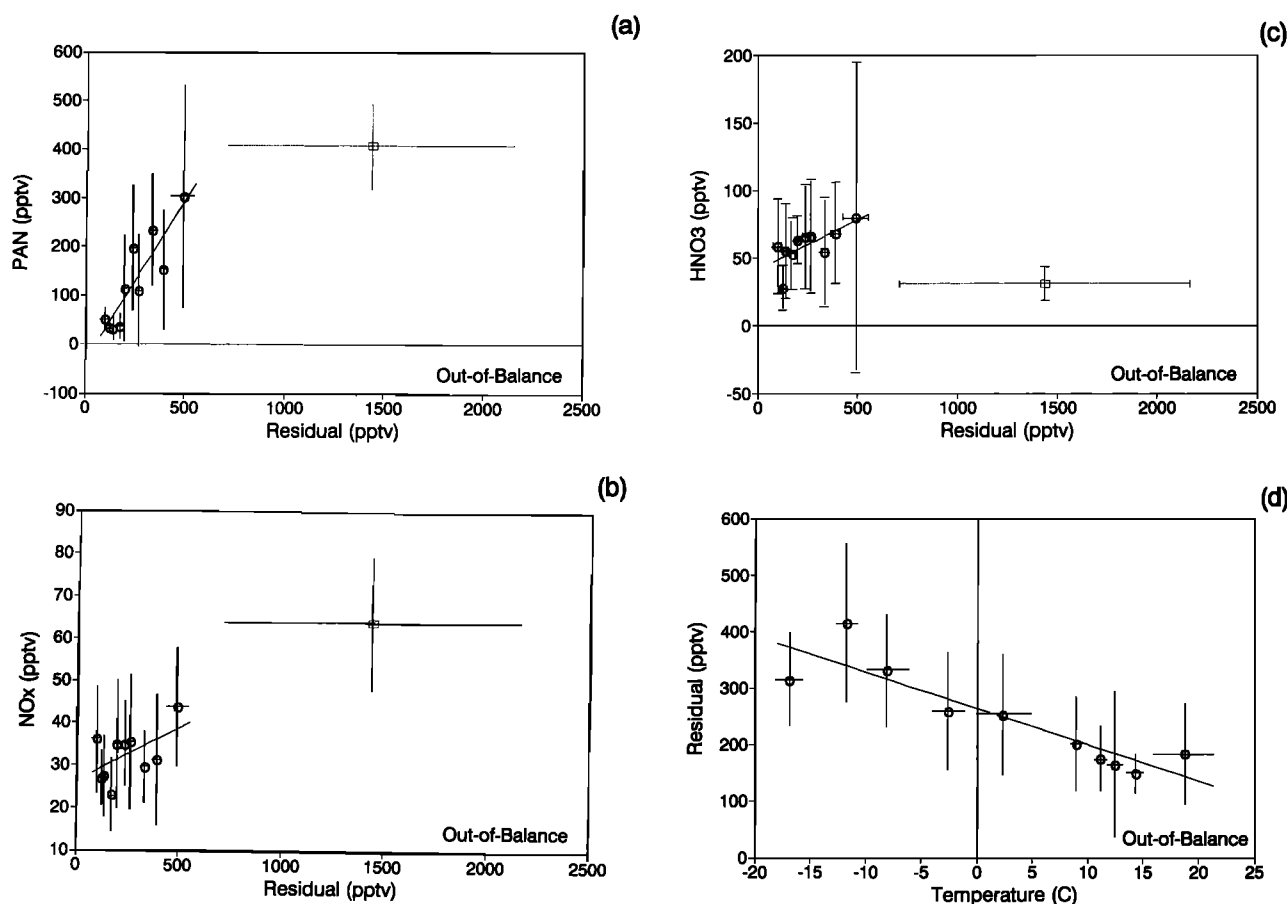 (a)
600
500
400
300
200
100
0
-100
PAN (pptv)
Out-of-Balance
0 500 1000 1500 2000 2500
Residual (pptv)
(c)
200
150
100
50
0
-50
HNO3 (pptv)
Out-of-Balance
0 500 1000 1500 2000 2500
Residual (pptv)
(b)
90
80
70
60
50
40
30
20
10
NOx (pptv)
Out-of-Balance
0 500 1000 1500 2000 2500
Residual (pptv)
(d)
600
500
400
300
200
100
0
Residual (pptv)
Out-of-Balance
-20 -15 -10 -5 0 5 10 15 20 25
Temperature (C)